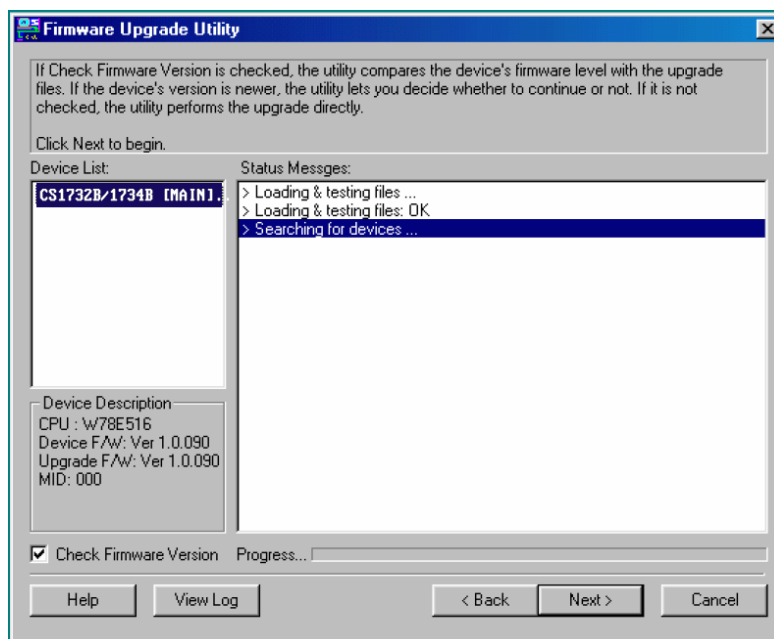 Firmware Upgrade Utility
If Check Firmware Version is checked, the utility compares the device's firmware level with the upgrade
files. If the device's version is newer, the utility lets you decide whether to continue or not. If it is not
checked, the utility performs the upgrade directly.
Click Next to begin.
Device List:
CS1732B/1734B [MAIN]..
Status Messges:
> Loading & testing files ...
> Loading & testing files: OK
> Searching for devices ...
Device Description
CPU : W78E516
Device F/W: Ver 1.0.090
Upgrade F/W: Ver 1.0.090
MID: 000
Check Firmware Version
Progress...
Help
View Log
< Back
Next >
Cancel